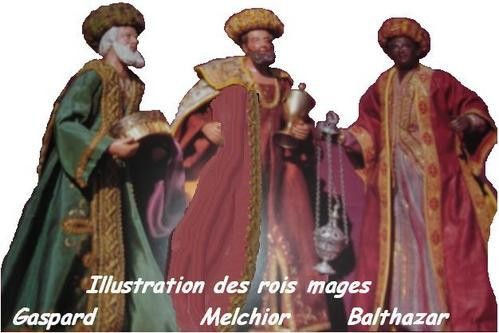 Illustration des rois mages
Gaspard Melchior Balthazar